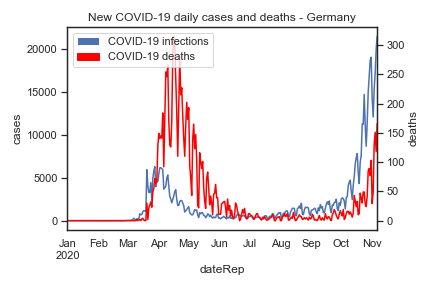 New COVID-19 daily cases and deaths - Germany
COVID-19 infections
COVID-19 deaths
20000
15000
10000
5000
0
cases
300
250
200
150
100
50
0
deaths
Jan Feb Mar Apr May Jun Jul Aug Sep Oct Nov
2020
dateRep